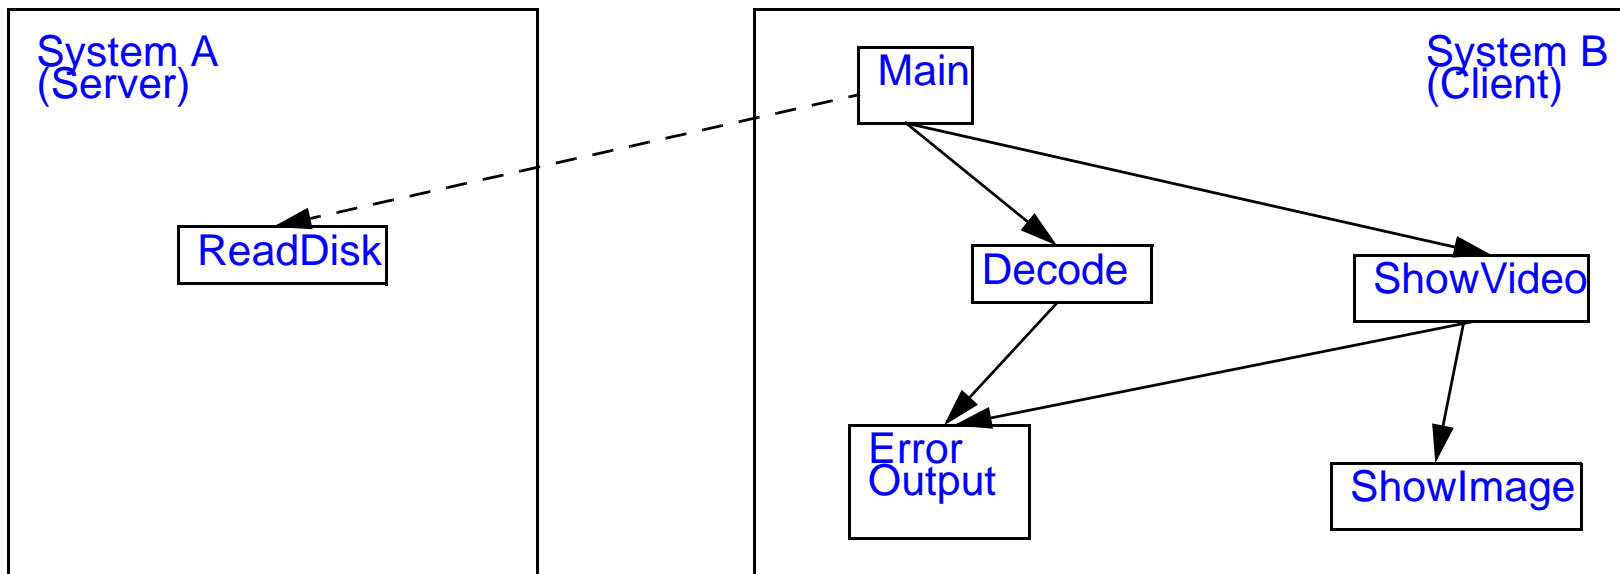 System A
(Server)
Main
System B
(Client)
ReadDisk
Decode
ShowVideo
Error
Output
ShowImage